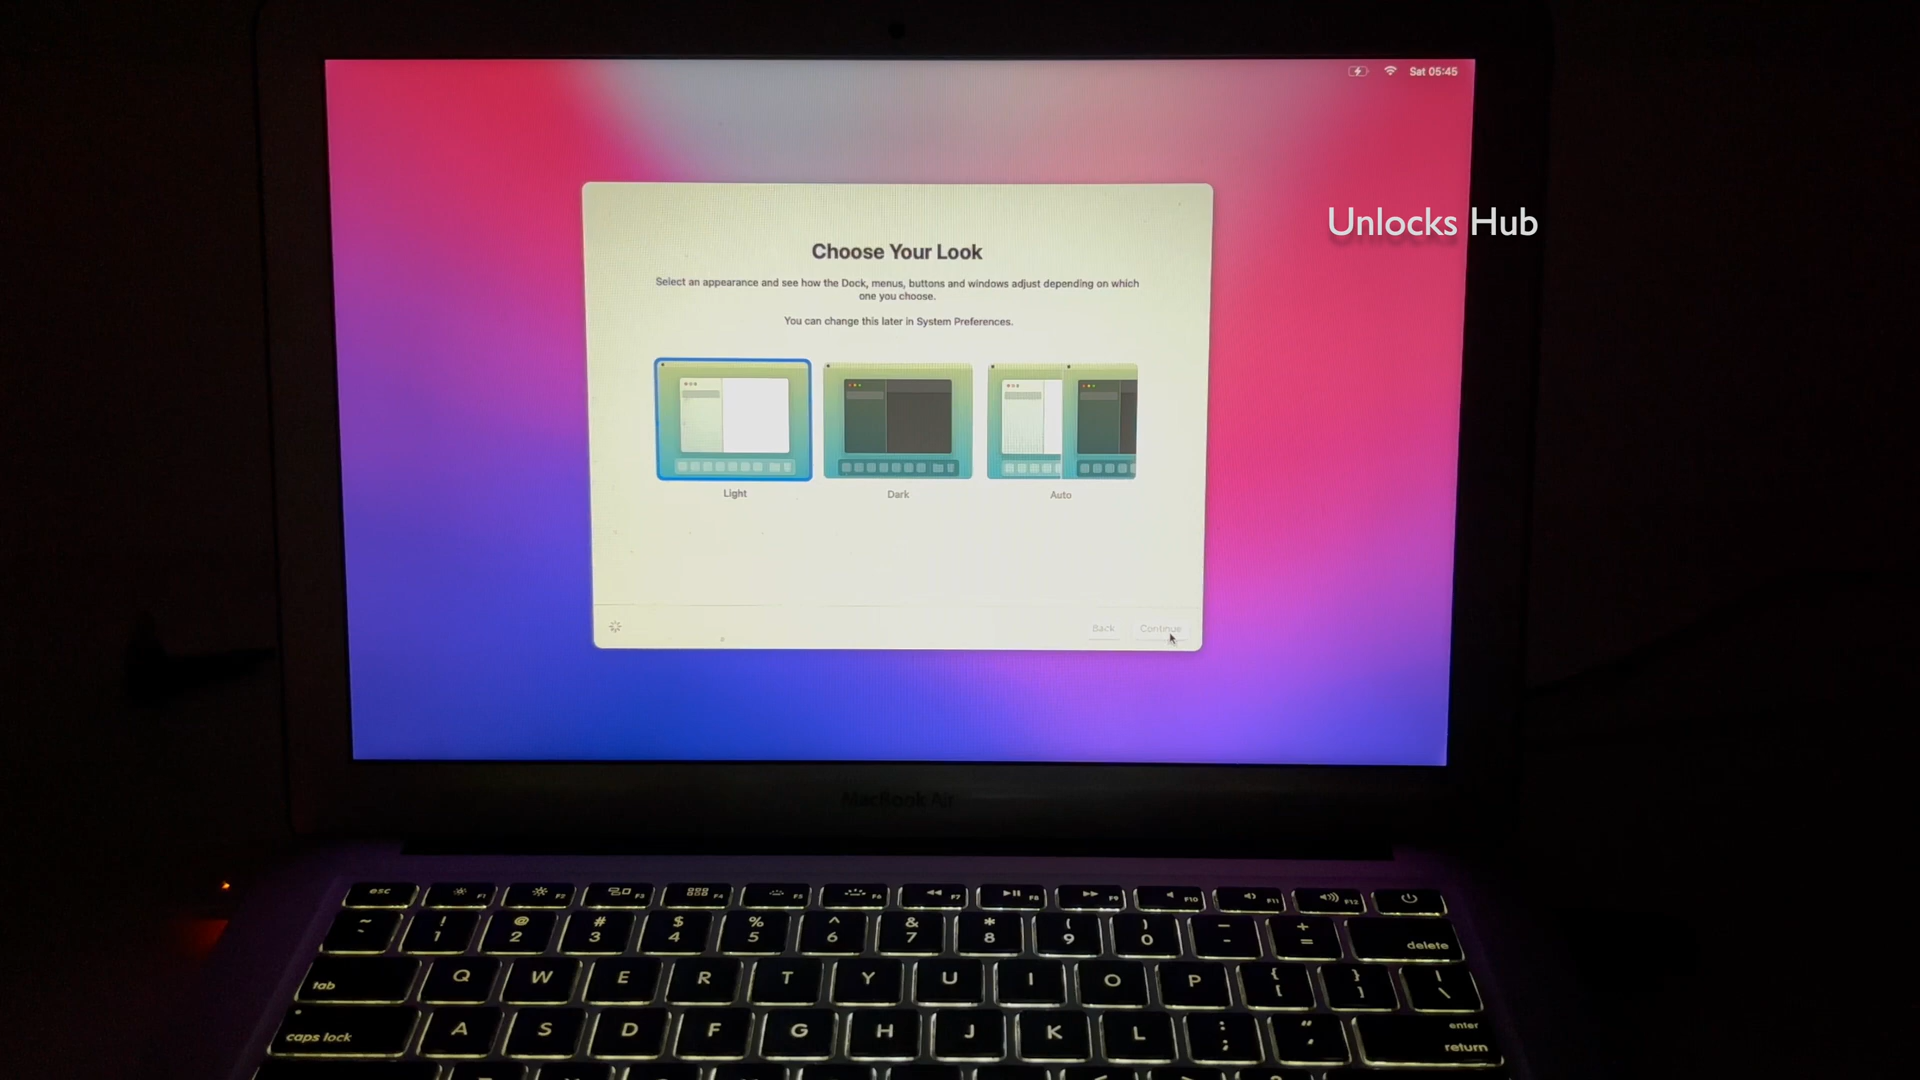 Sat 05:45
Unlocks Hub
Choose Your Look
Select an appearance and see how the Dock, menus, buttons and windows adjust depending on which
one you choose.
You can change this later in System Preferences.
Light Dark Auto
Back Continue
MacBook Air
esc F1 F2 F3 F4 F5 F6 F7 F8 F9 F10 F11 F12
~ ! @ # $ % ^ & * ( ) — +
1 2 3 4 5 6 7 8 9 0 - = delete
tab Q W E R T Y U I O P { [ } ] | \
caps lock A S D F G H J K L : ; " ' enter return